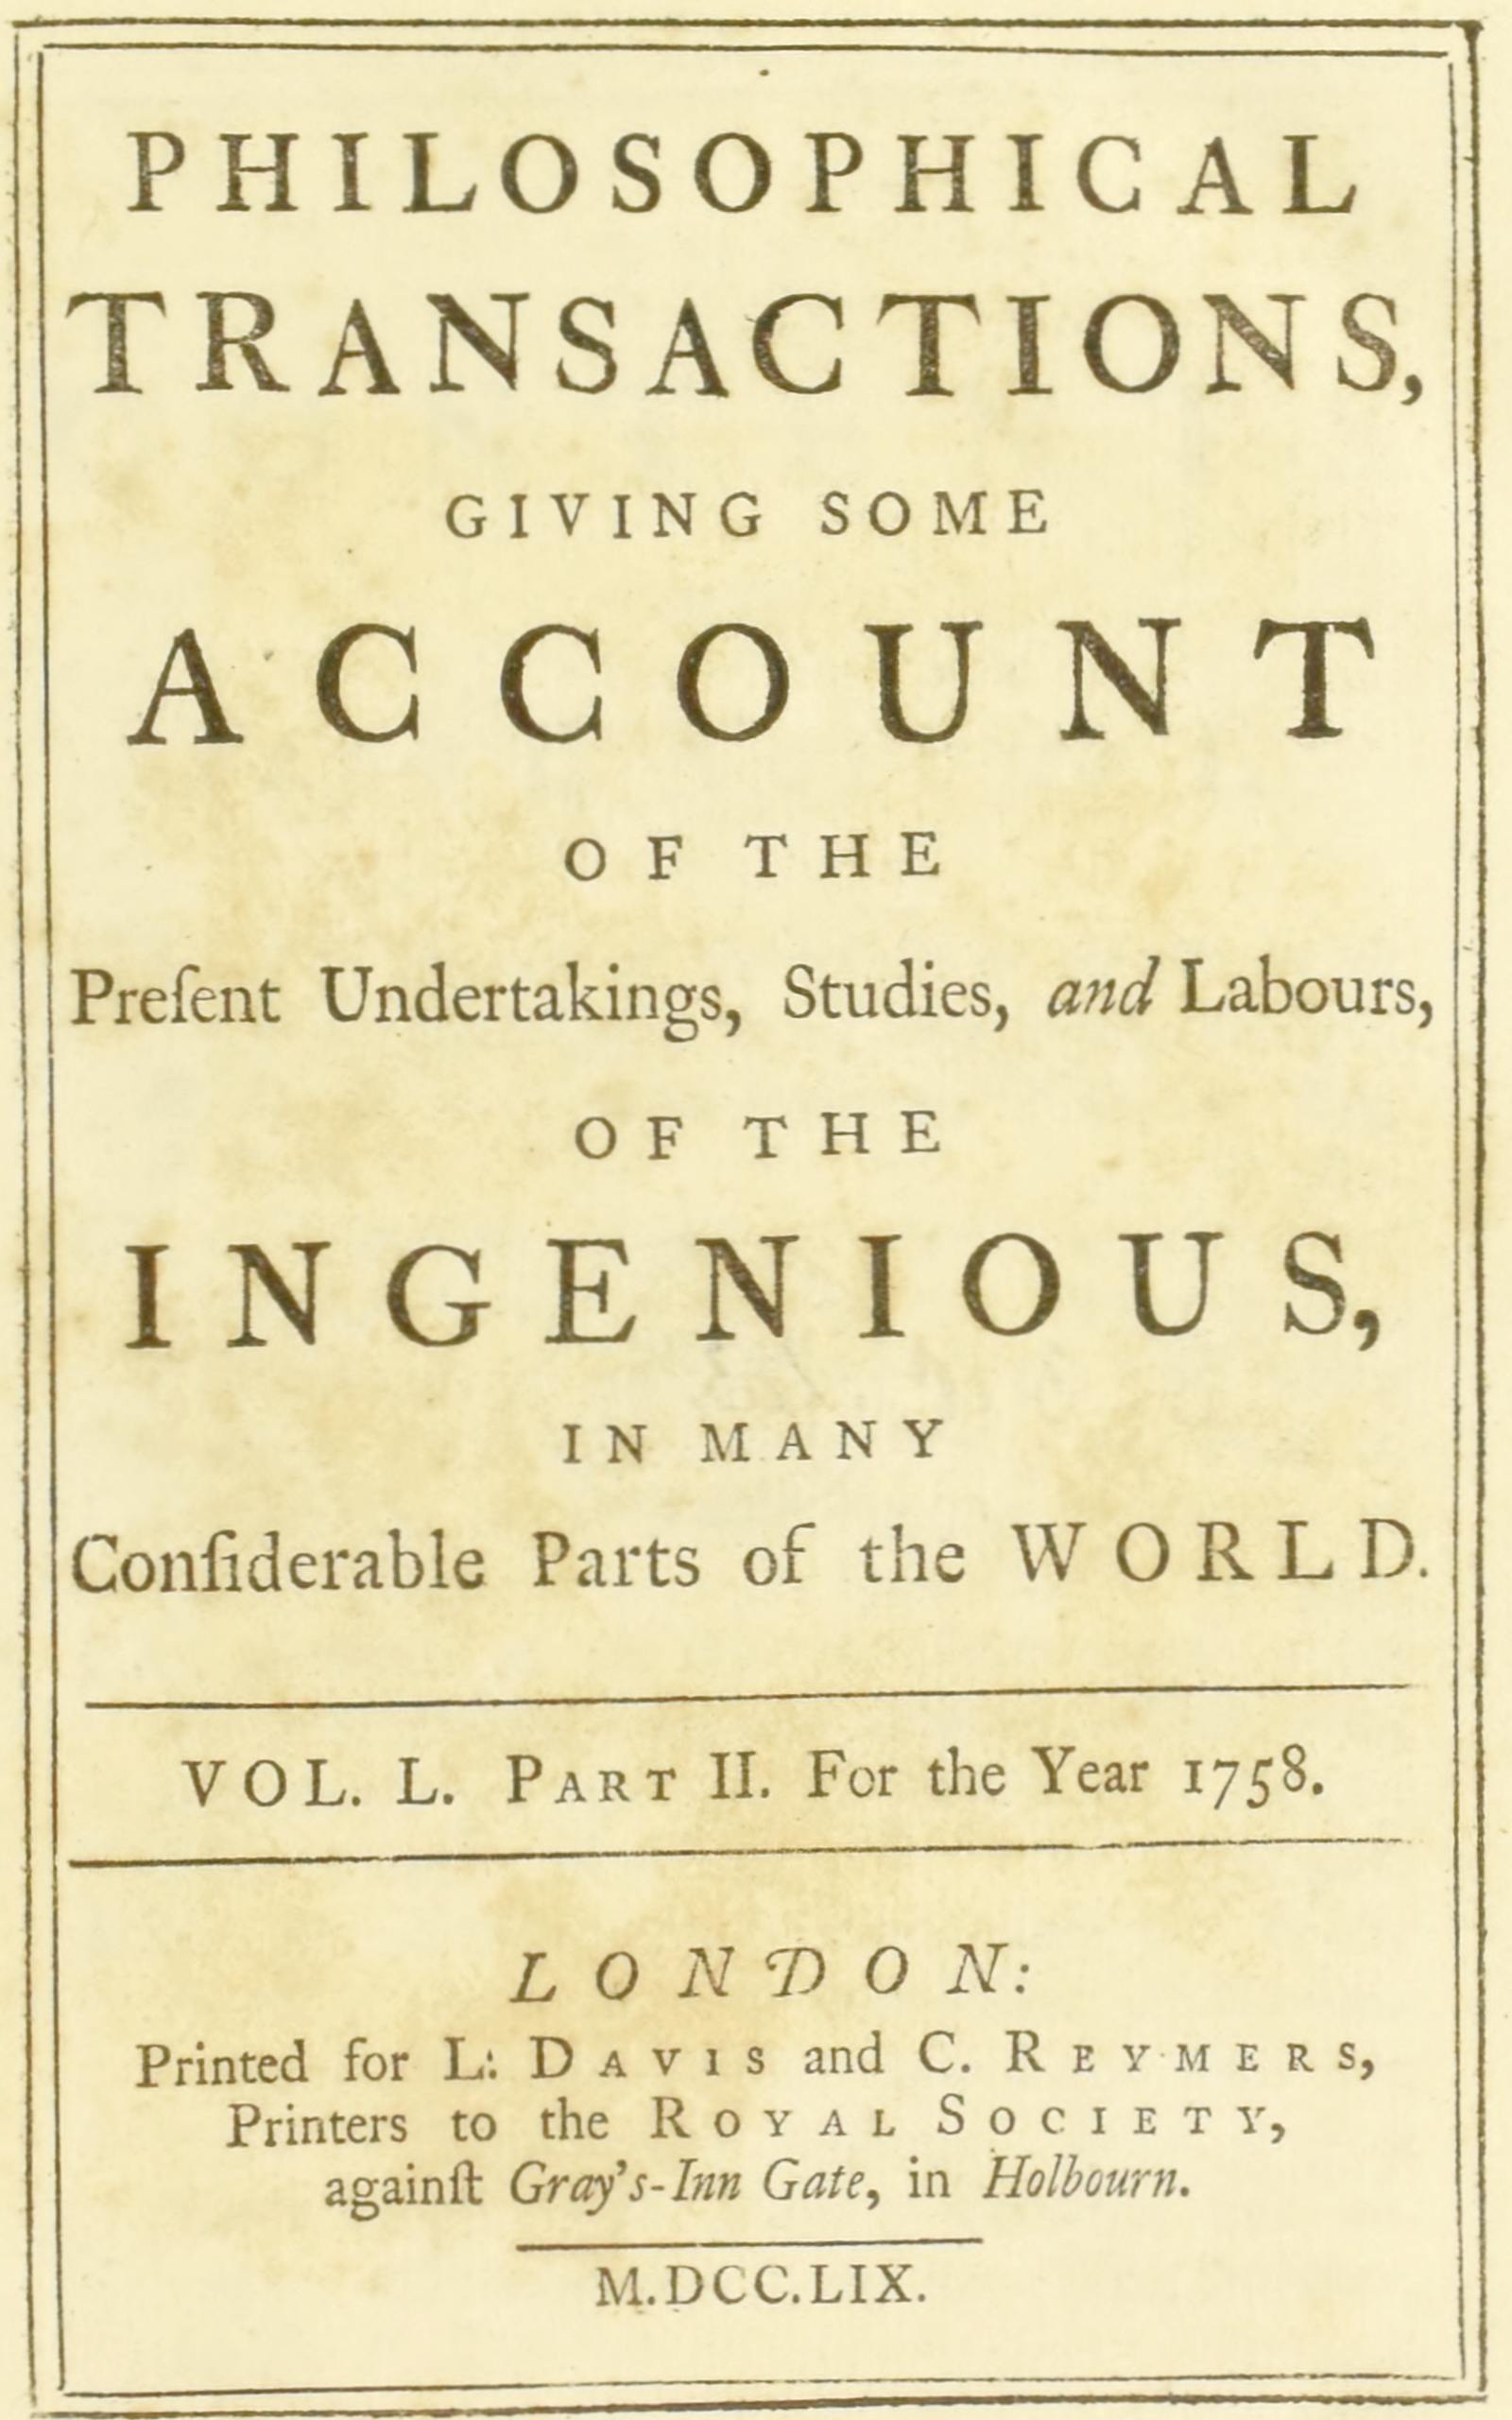 PHILOSOPHICAL
TRANSACTIONS,
GIVING SOME
ACCOUNT
OF THE
Preſent Undertakings, Studies, and Labours,
OF THE
INGENIOUS,
IN MANY
Conſiderable Parts of the WORLD.
VOL. L. PART II. For the Year 1758.
LONDON:
Printed for L. DAVIS and C. REYMERS,
Printers to the ROYAL SOCIETY,
againſt Gray's-Inn Gate, in Holbourn.
M.DCC.LIX.